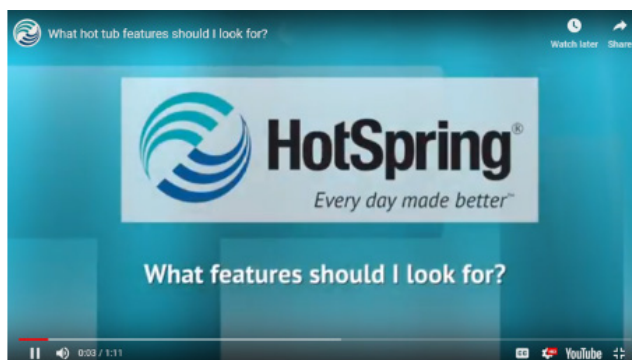 What hot tub features should I look for?
Watch later Share
HotSpring®
Every day made better™
What features should I look for?
0:03 / 1:11
CC
YouTube